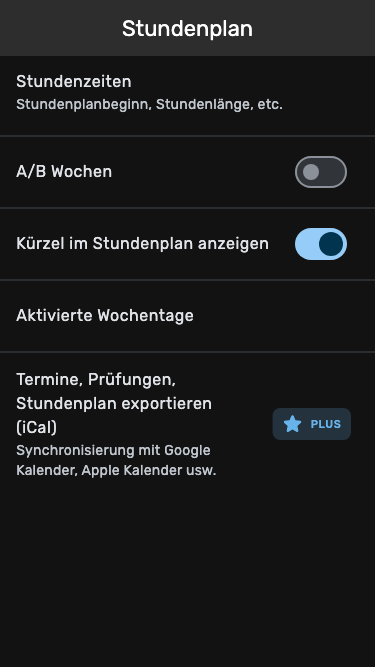 Stundenplan
Stundenzeiten
Stundenplanbeginn, Stundenlänge, etc.
A/B Wochen
Kürzel im Stundenplan anzeigen
Aktivierte Wochentage
Termine, Prüfungen,
Stundenplan exportieren
(iCal)
Synchronisierung mit Google
Kalender, Apple Kalender usw.
PLUS